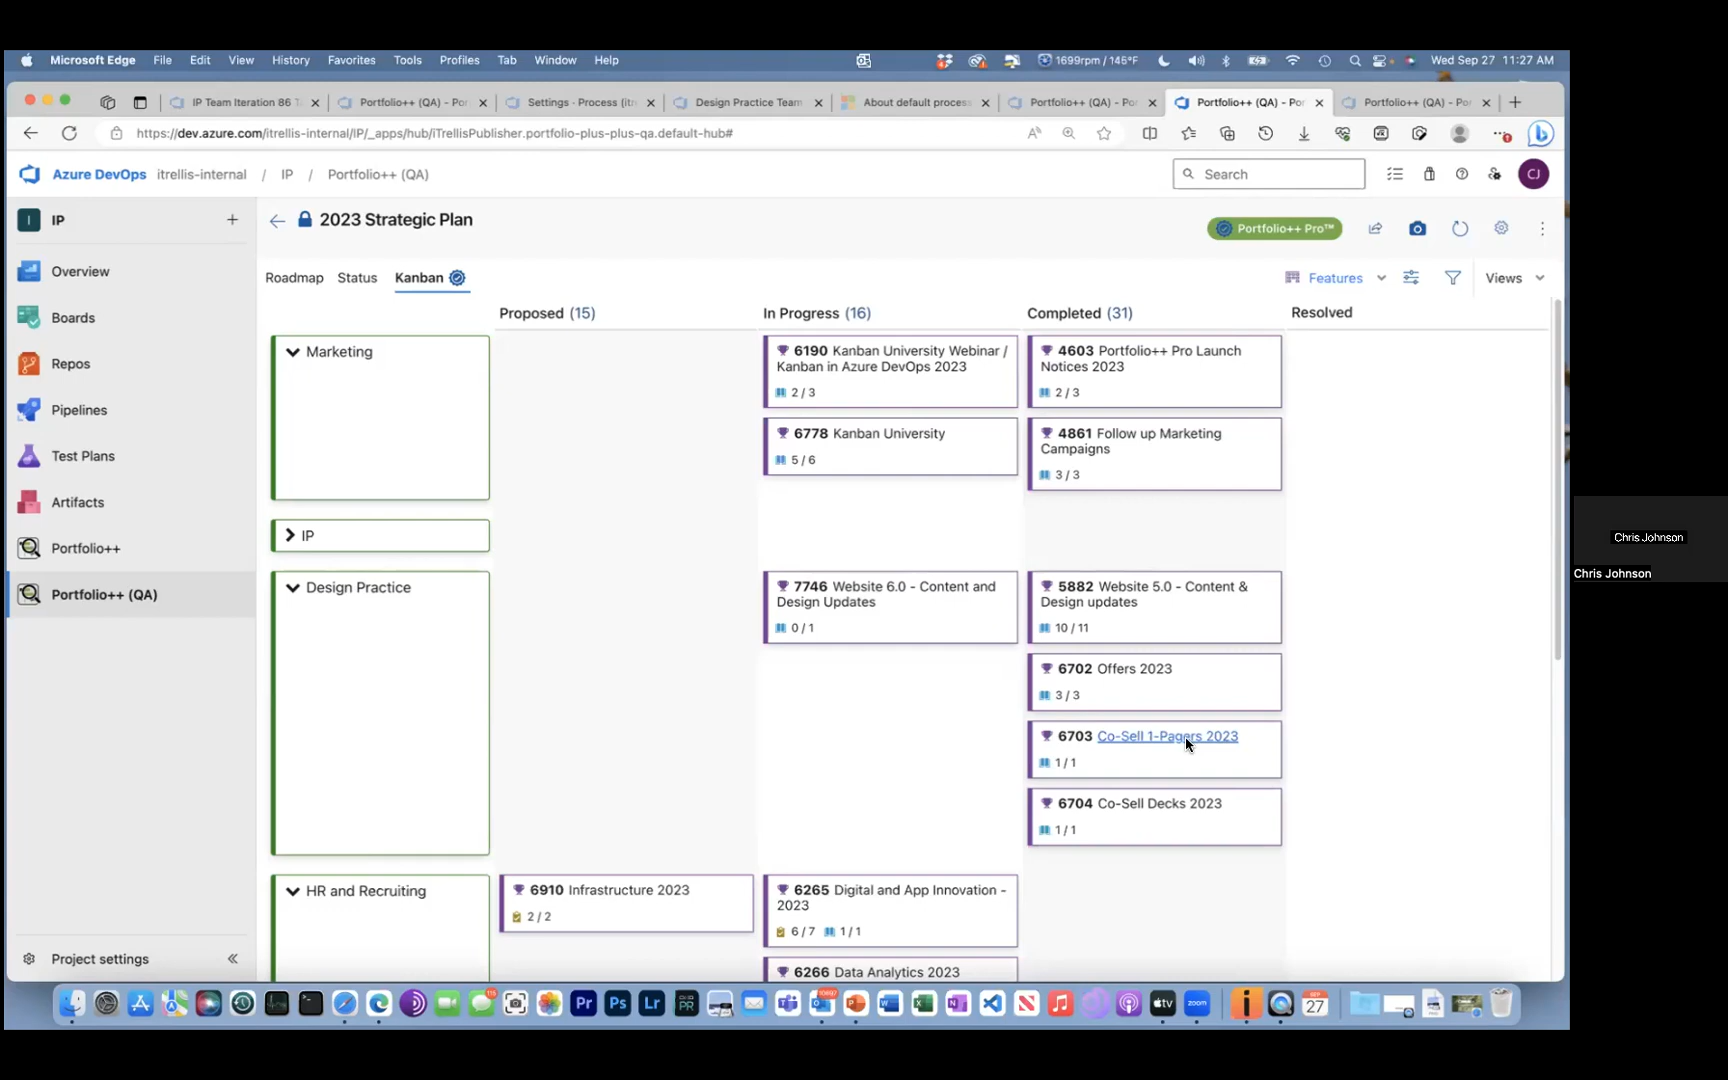 Microsoft Edge File Edit View History Favorites Tools Profiles Tab Window Help
1699rpm / 146°F Wed Sep 27 11:27 AM
IP Team Iteration 86 T
Portfolio++ (QA) - Por
Settings - Process (itr
Design Practice Team
About default process
Portfolio++ (QA) - Por
Portfolio++ (QA) - Por
Portfolio++ (QA) - Por
https://dev.azure.com/itrellis-internal/IP/_apps/hub/iTrellisPublisher.portfolio-plus-plus-qa.default-hub#
Azure DevOps itrellis-internal / IP / Portfolio++ (QA)
Search
CJ
I IP
Overview
Boards
Repos
Pipelines
Test Plans
Artifacts
Portfolio++
Portfolio++ (QA)
Project settings
2023 Strategic Plan
Portfolio++ Pro™
Roadmap Status Kanban
Features
Views
Proposed (15) In Progress (16) Completed (31) Resolved
Marketing
6190 Kanban University Webinar /
Kanban in Azure DevOps 2023
2 / 3
6778 Kanban University
5 / 6
4603 Portfolio++ Pro Launch
Notices 2023
2 / 3
4861 Follow up Marketing
Campaigns
3 / 3
IP
Design Practice
7746 Website 6.0 - Content and
Design Updates
0 / 1
5882 Website 5.0 - Content &
Design updates
10 / 11
6702 Offers 2023
3 / 3
6703 Co-Sell 1-Pagers 2023
1 / 1
6704 Co-Sell Decks 2023
1 / 1
HR and Recruiting
6910 Infrastructure 2023
2 / 2
6265 Digital and App Innovation -
2023
6 / 7 1 / 1
6266 Data Analytics 2023
Pr Ps Lr
tv
zoom
27
Chris Johnson
Chris Johnson